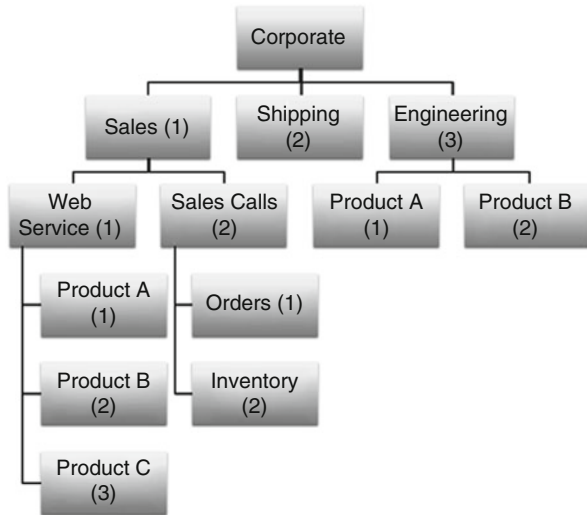 Corporate
Sales (1)
Shipping
(2)
Engineering
(3)
Web
Service (1)
Sales Calls
(2)
Product A
(1)
Product B
(2)
Product A
(1)
Orders (1)
Product B
(2)
Inventory
(2)
Product C
(3)